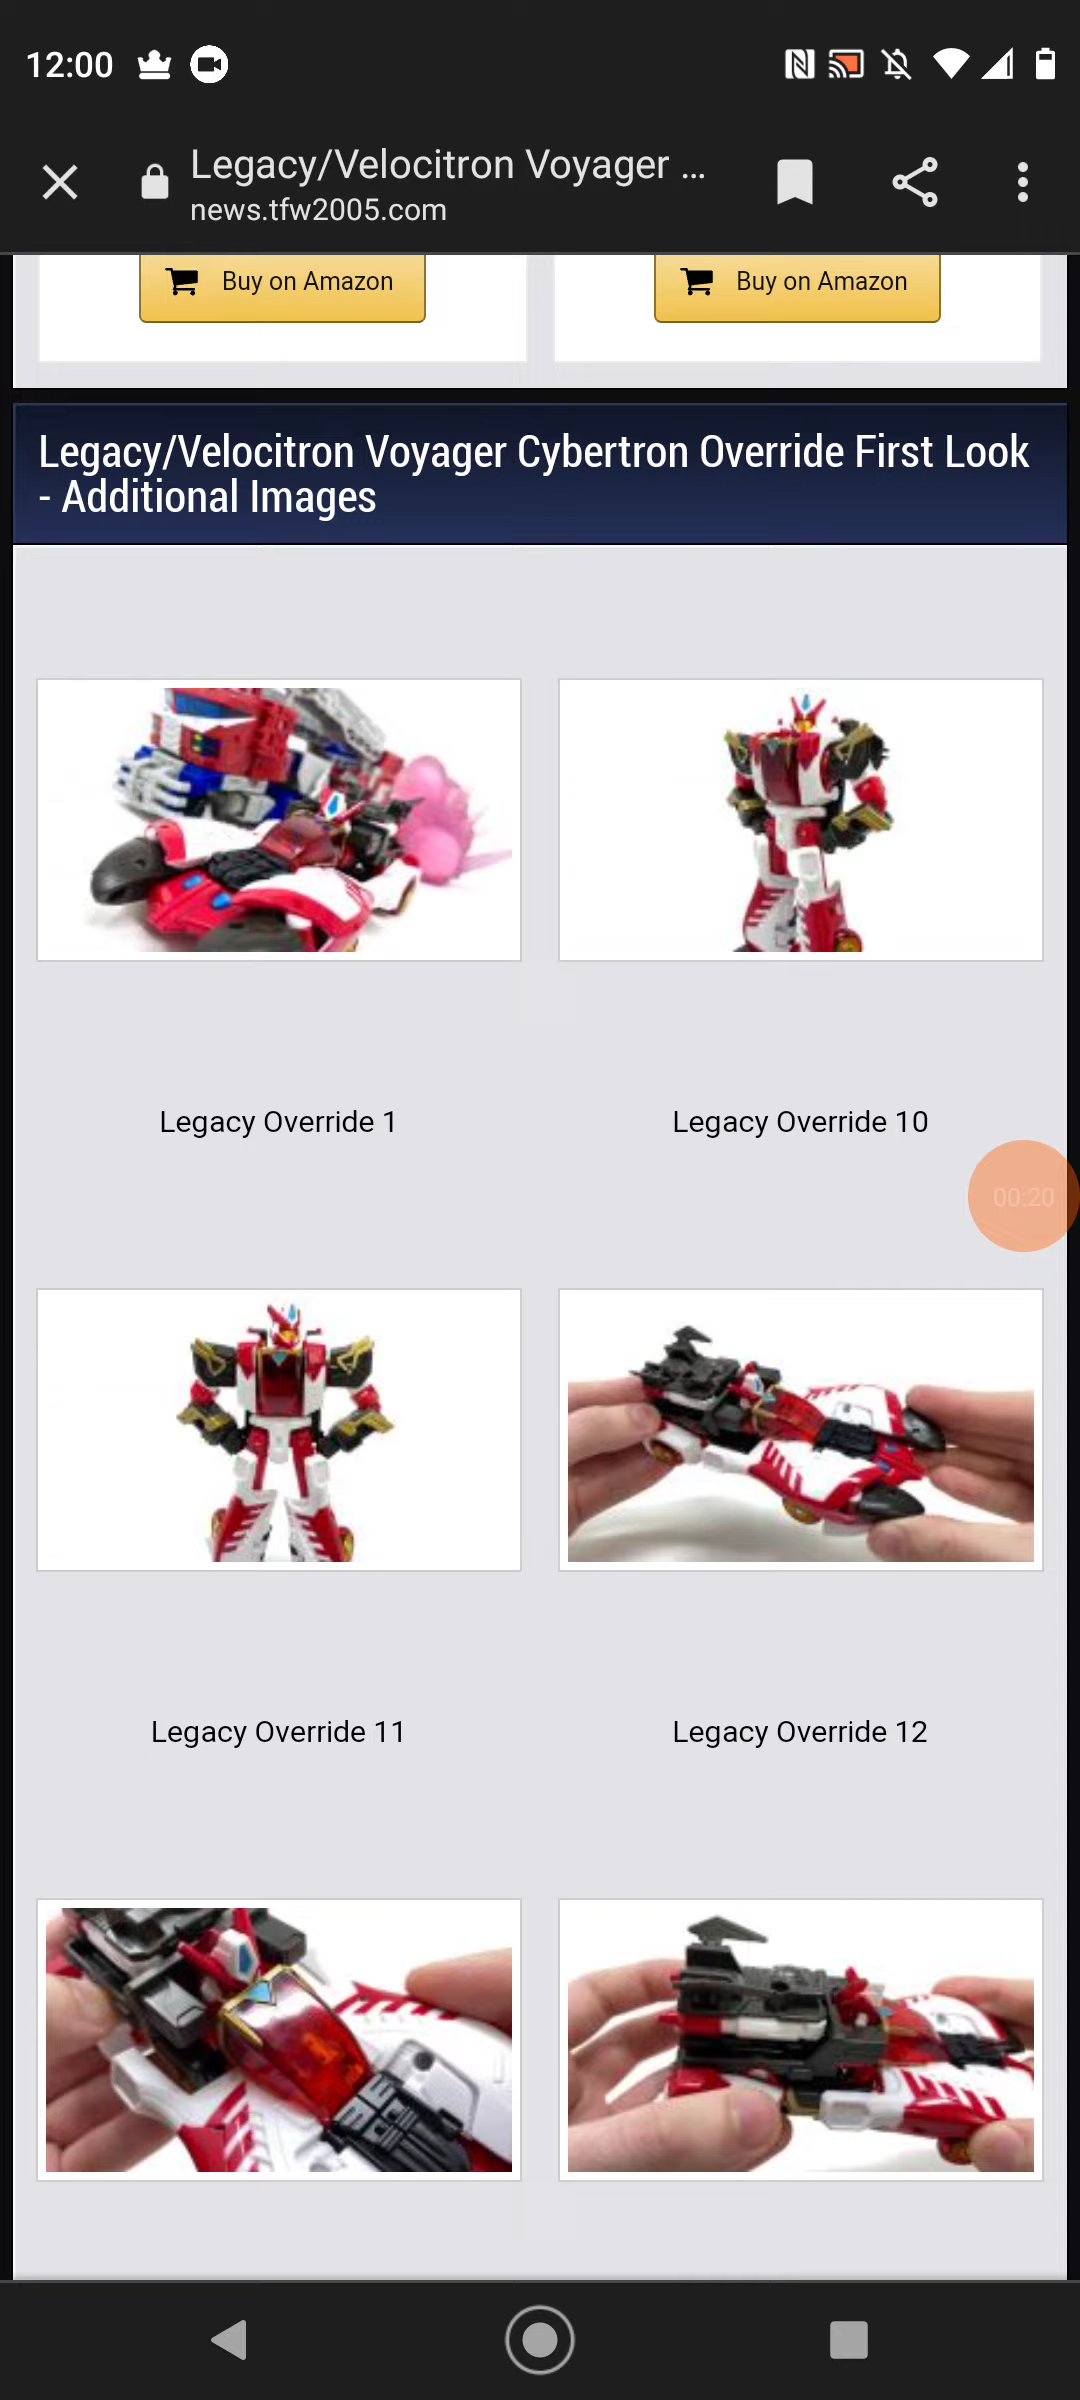 12:00
Legacy/Velocitron Voyager ...
news.tfw2005.com
Buy on Amazon
Buy on Amazon
Legacy/Velocitron Voyager Cybertron Override First Look
- Additional Images
Legacy Override 1
Legacy Override 10
00:20
Legacy Override 11
Legacy Override 12